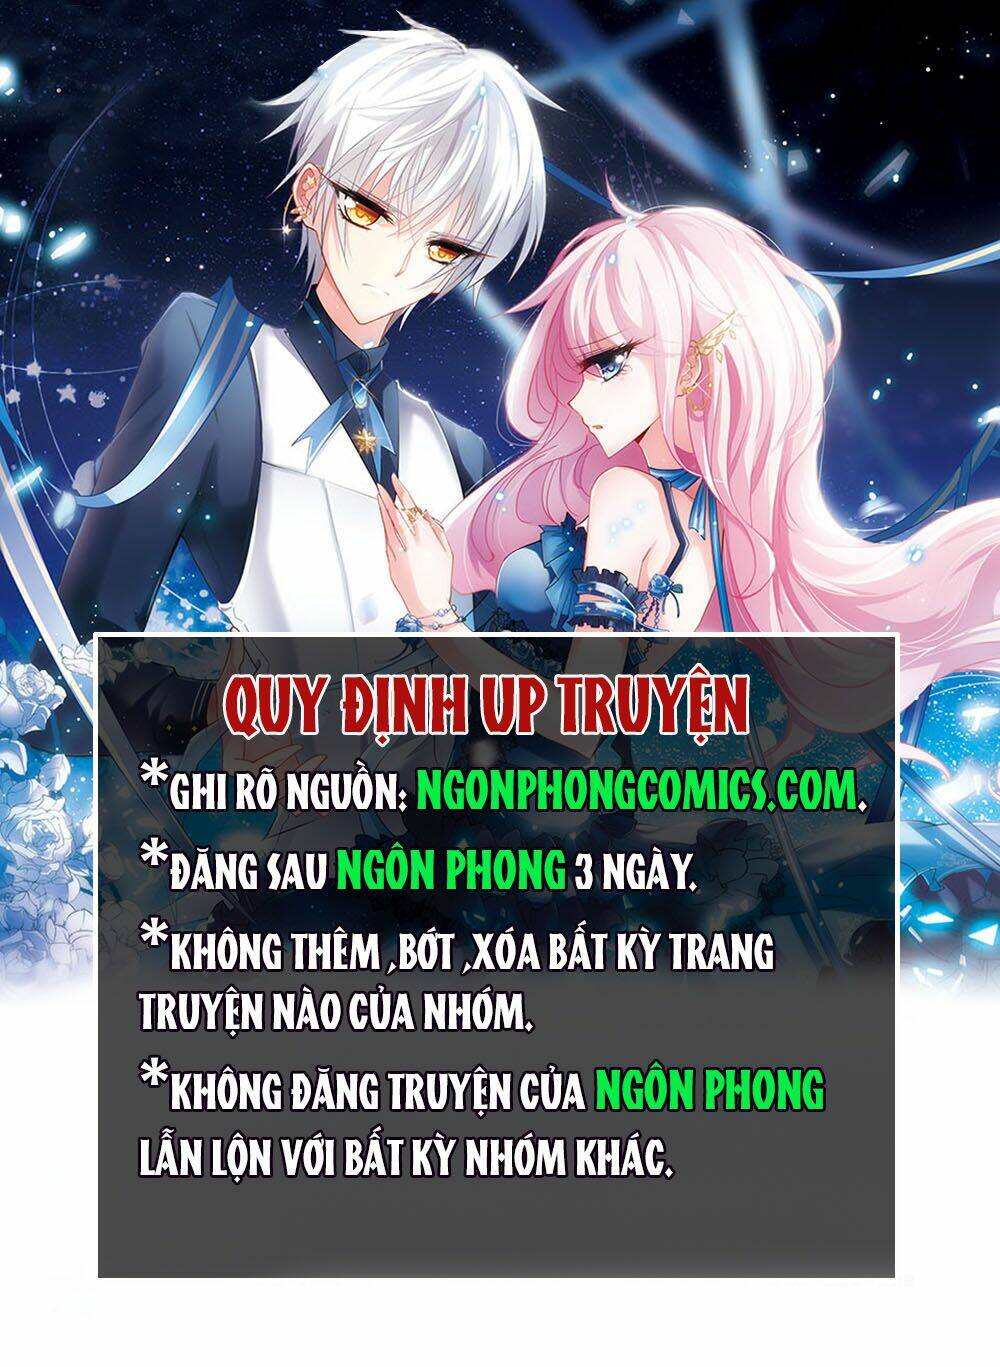 QUY ĐỊNH UP TRUYỆN
*GHI RÕ NGUỒN: NGONPHONGCOMICS.COM.
*ĐĂNG SAU NGÔN PHONG 3 NGÀY.
*KHÔNG THÊM ,BỚT ,XÓA BẤT KỲ TRANG
TRUYỆN NÀO CỦA NHÓM.
*KHÔNG ĐĂNG TRUYỆN CỦA NGÔN PHONG
LẪN LỘN VỚI BẤT KỲ NHÓM KHÁC.